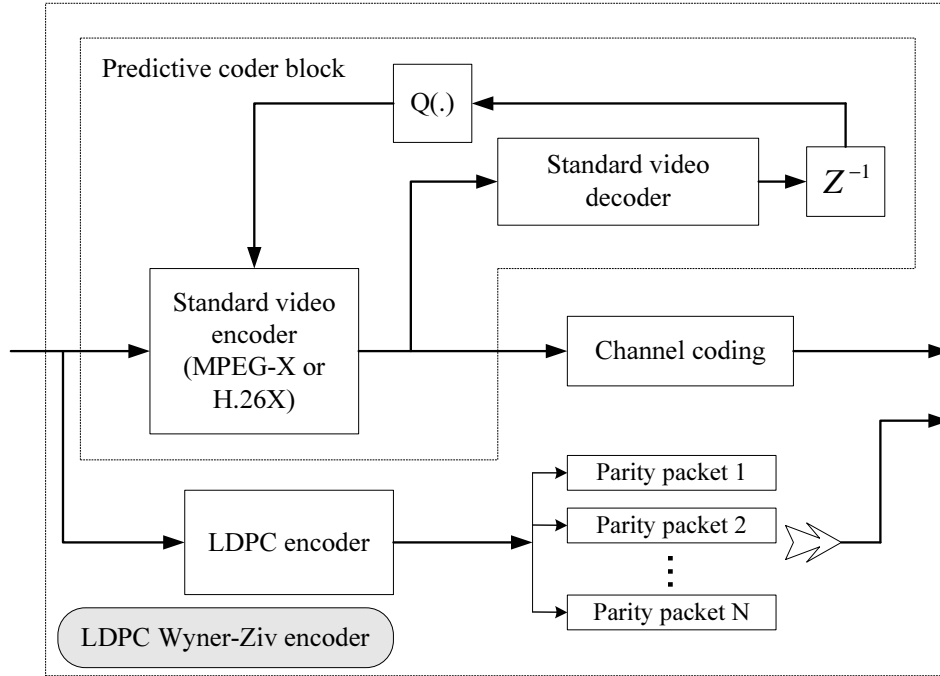 Predictive coder block
Q(.)
Standard video
decoder
Z⁻¹
Standard video
encoder
(MPEG-X or
H.26X)
Channel coding
Parity packet 1
LDPC encoder
Parity packet 2
Parity packet N
LDPC Wyner-Ziv encoder